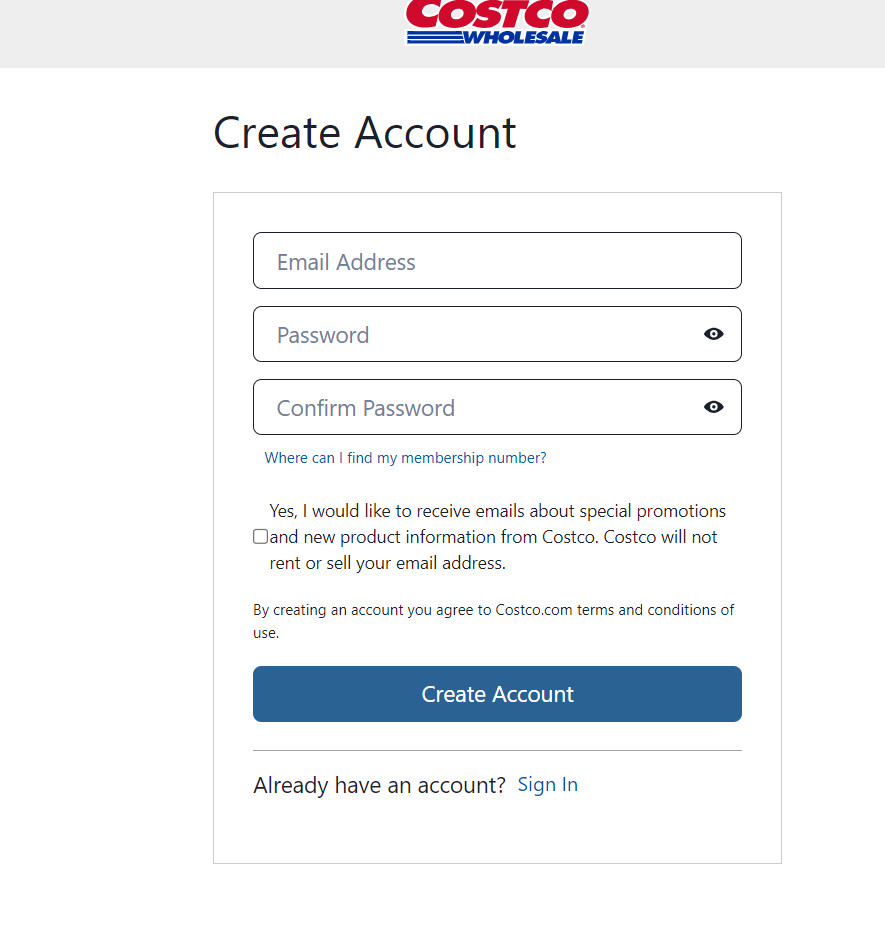 COSTCO
WHOLESALE
Create Account
Email Address
Password
Confirm Password
Where can I find my membership number?
Yes, I would like to receive emails about special promotions
and new product information from Costco. Costco will not
rent or sell your email address.
By creating an account you agree to Costco.com terms and conditions of
use.
Create Account
Already have an account? Sign In